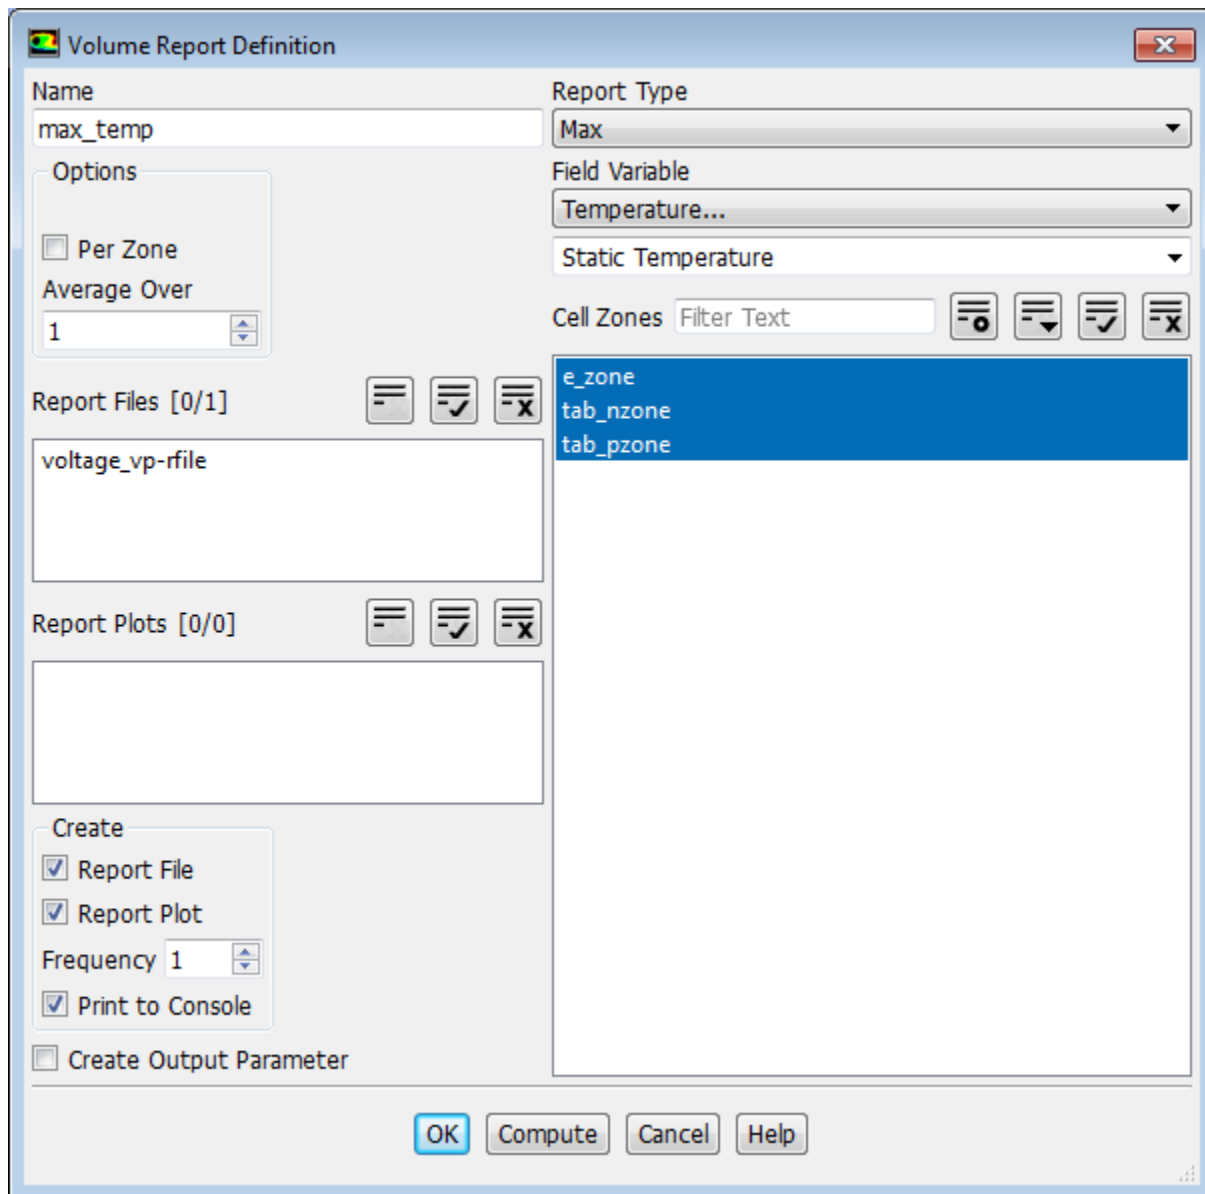 Volume Report Definition
Name
max_temp
Options
Per Zone
Average Over
1
Report Files [0/1]
voltage_vp-rfile
Report Plots [0/0]
Create
Report File
Report Plot
Frequency 1
Print to Console
Create Output Parameter
Report Type
Max
Field Variable
Temperature...
Static Temperature
Cell Zones Filter Text
e_zone
tab_nzone
tab_pzone
OK Compute Cancel Help